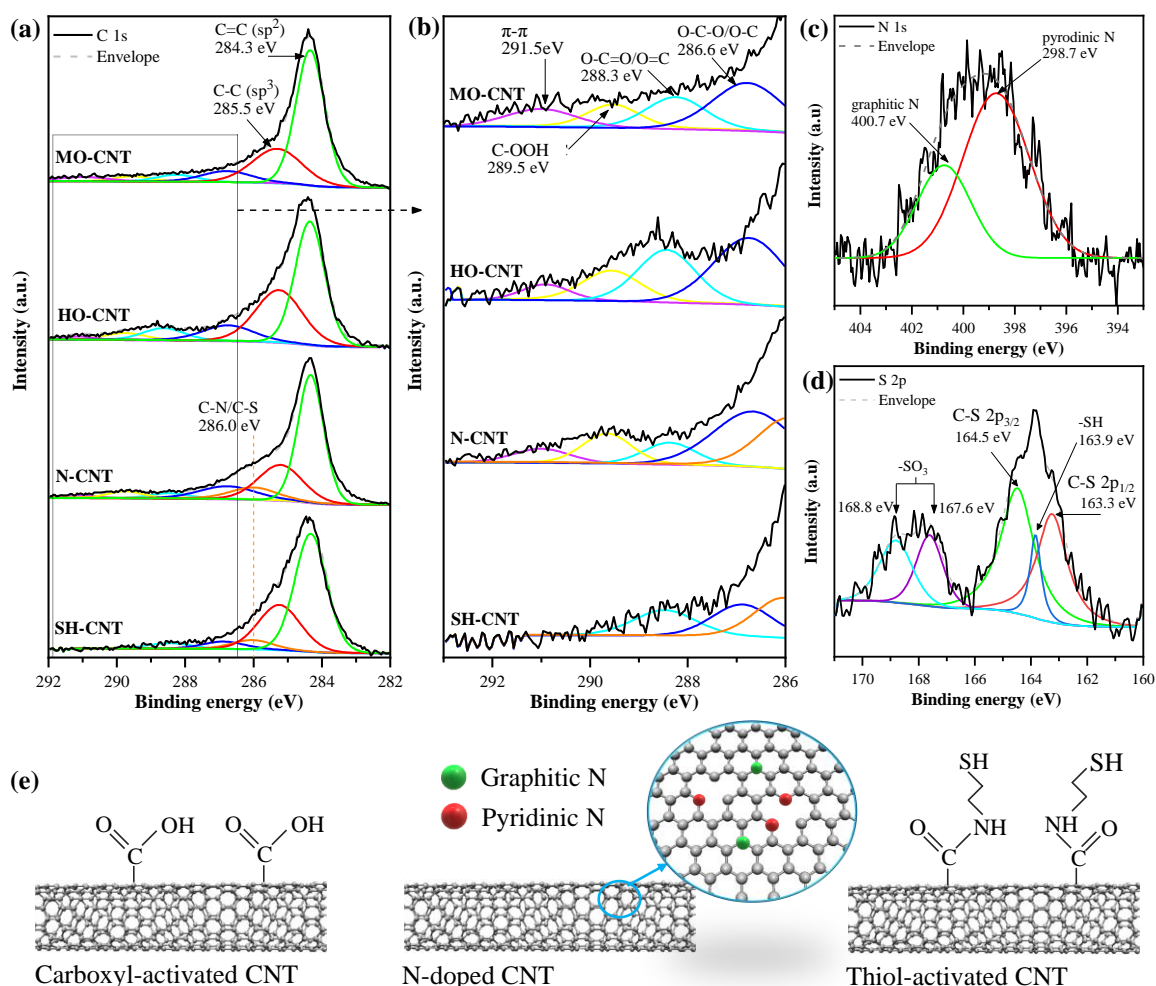 (a)
C 1s
Envelope
C=C (sp²)
284.3 eV
C-C (sp³)
285.5 eV
MO-CNT
HO-CNT
C-N/C-S
286.0 eV
N-CNT
SH-CNT
Intensity (a.u.)
292 290 288 286 284 282
Binding energy (eV)
(b)
π-π
291.5eV
O-C=O/O=C
288.3 eV
O-C-O/O-C
286.6 eV
MO-CNT
C-OOH
289.5 eV
HO-CNT
N-CNT
SH-CNT
Intensity (a.u.)
292 290 288 286
Binding energy (eV)
(c)
N 1s
Envelope
pyrodinic N
298.7 eV
graphitic N
400.7 eV
Intensity (a.u)
404 402 400 398 396 394
Binding energy (eV)
(d)
S 2p
Envelope
C-S 2p₃/₂
164.5 eV
-SH
163.9 eV
-SO₃
C-S 2p₁/₂
163.3 eV
168.8 eV
167.6 eV
Intensity (a.u)
170 168 166 164 162 160
Binding energy (eV)
(e)
Graphitic N
Pyridinic N
O
OH
C
O
OH
C
SH
SH
O
NH
C
NH
O
C
Carboxyl-activated CNT
N-doped CNT
Thiol-activated CNT